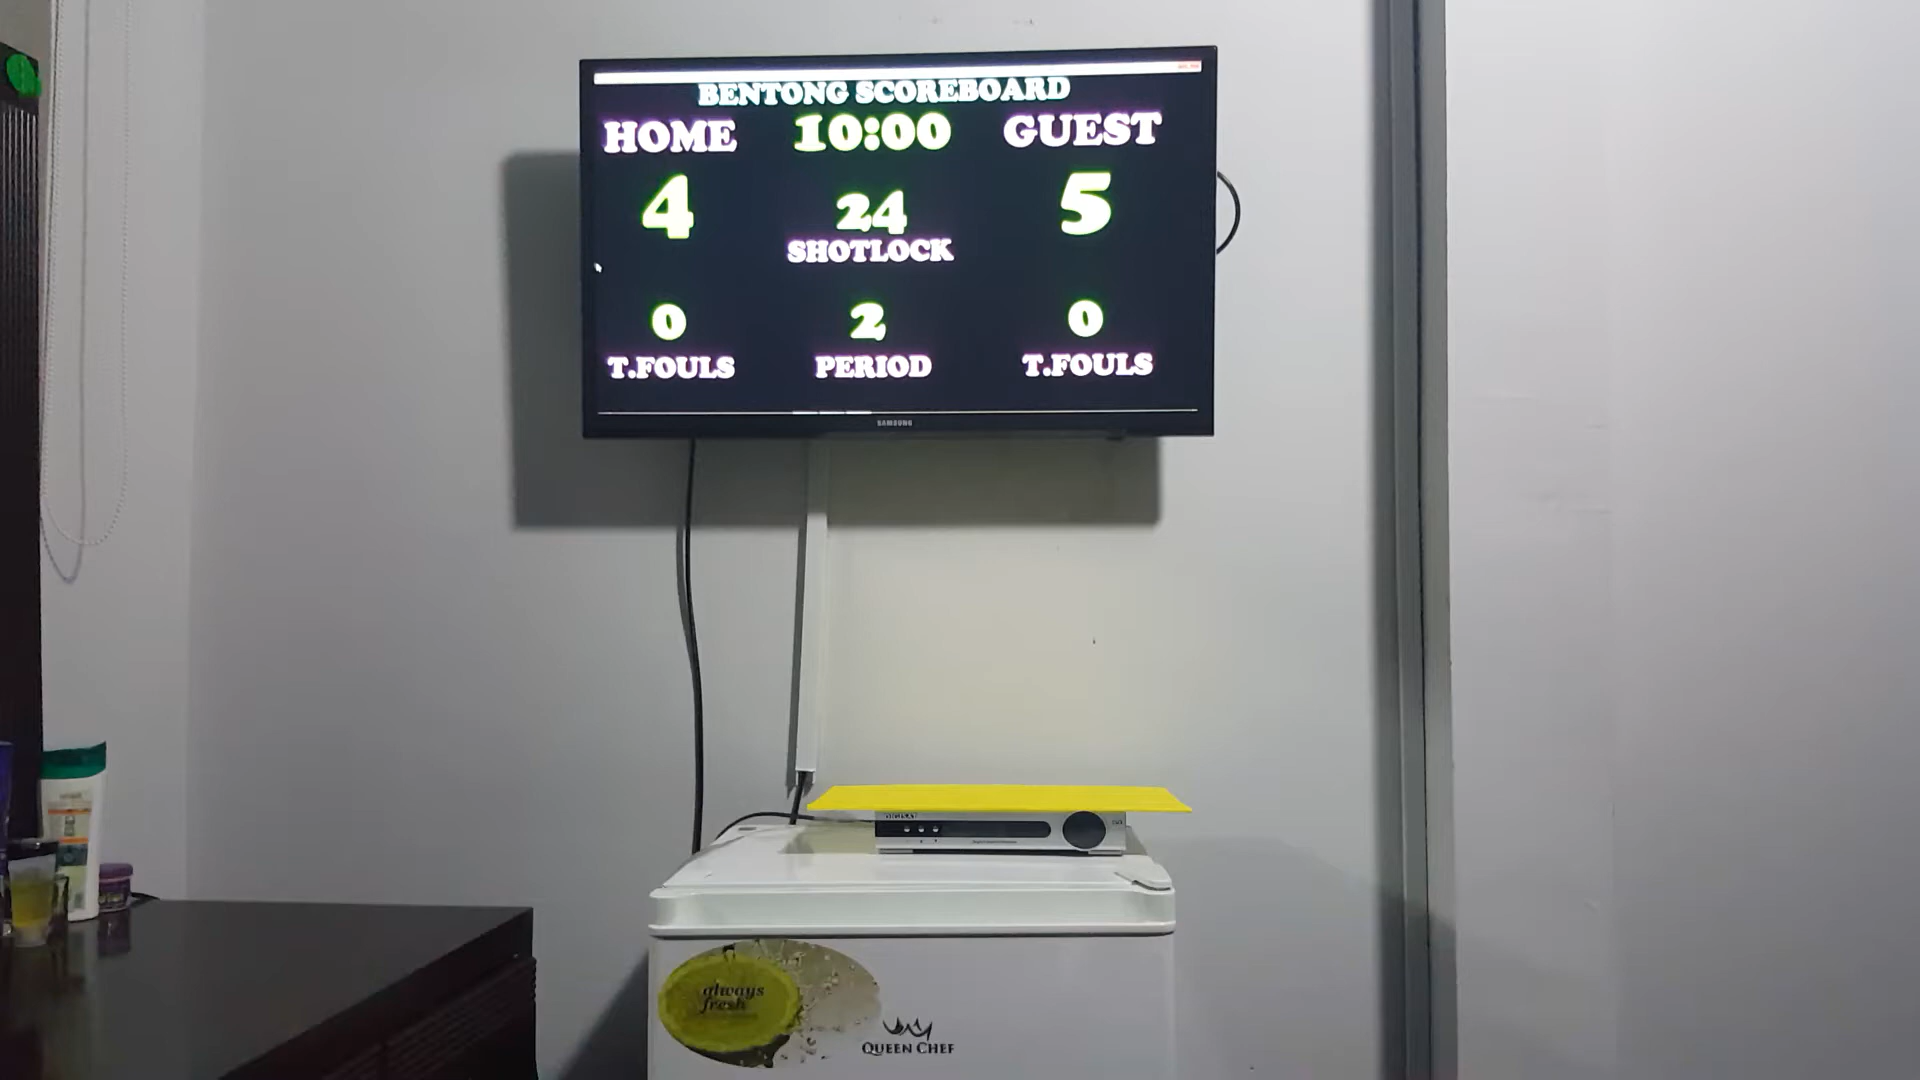 BENTONG SCOREBOARD
HOME 10:00 GUEST
4 24 5
SHOTLOCK
0 2 0
T.FOULS PERIOD T.FOULS
SAMSUNG
always
fresh
QUEEN CHEF